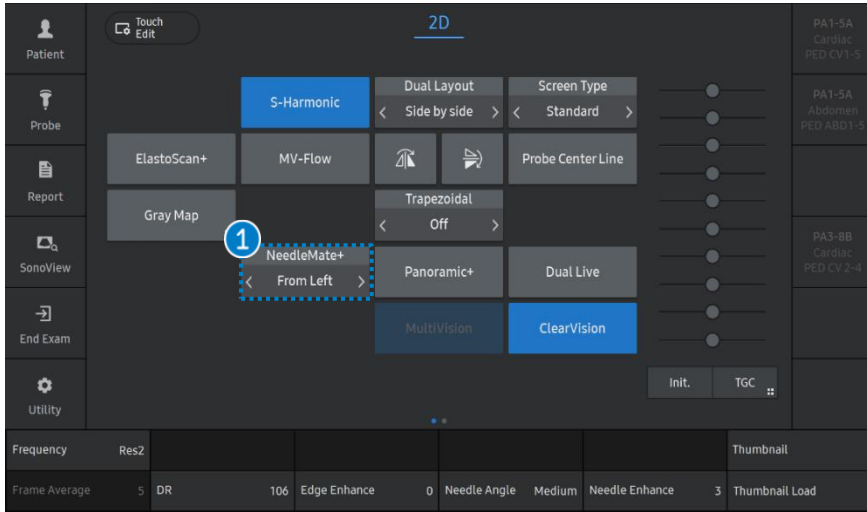 Patient
Touch
Edit
2D
PA1-5A
Cardiac
PED CV1-5
Probe
S-Harmonic
Dual Layout
Side by side
Screen Type
Standard
PA1-5A
Abdomen
PED ABD1-5
ElastoScan+
MV-Flow
Probe Center Line
Report
Gray Map
Trapezoidal
Off
SonoView
1
NeedleMate+
From Left
Panoramic+
Dual Live
PA3-8B
Cardiac
PED CV 2-4
End Exam
MultiVision
ClearVision
Init.
TGC
Utility
Frequency Res2
Thumbnail
Frame Average 5
DR 106
Edge Enhance 0
Needle Angle Medium
Needle Enhance 3
Thumbnail Load